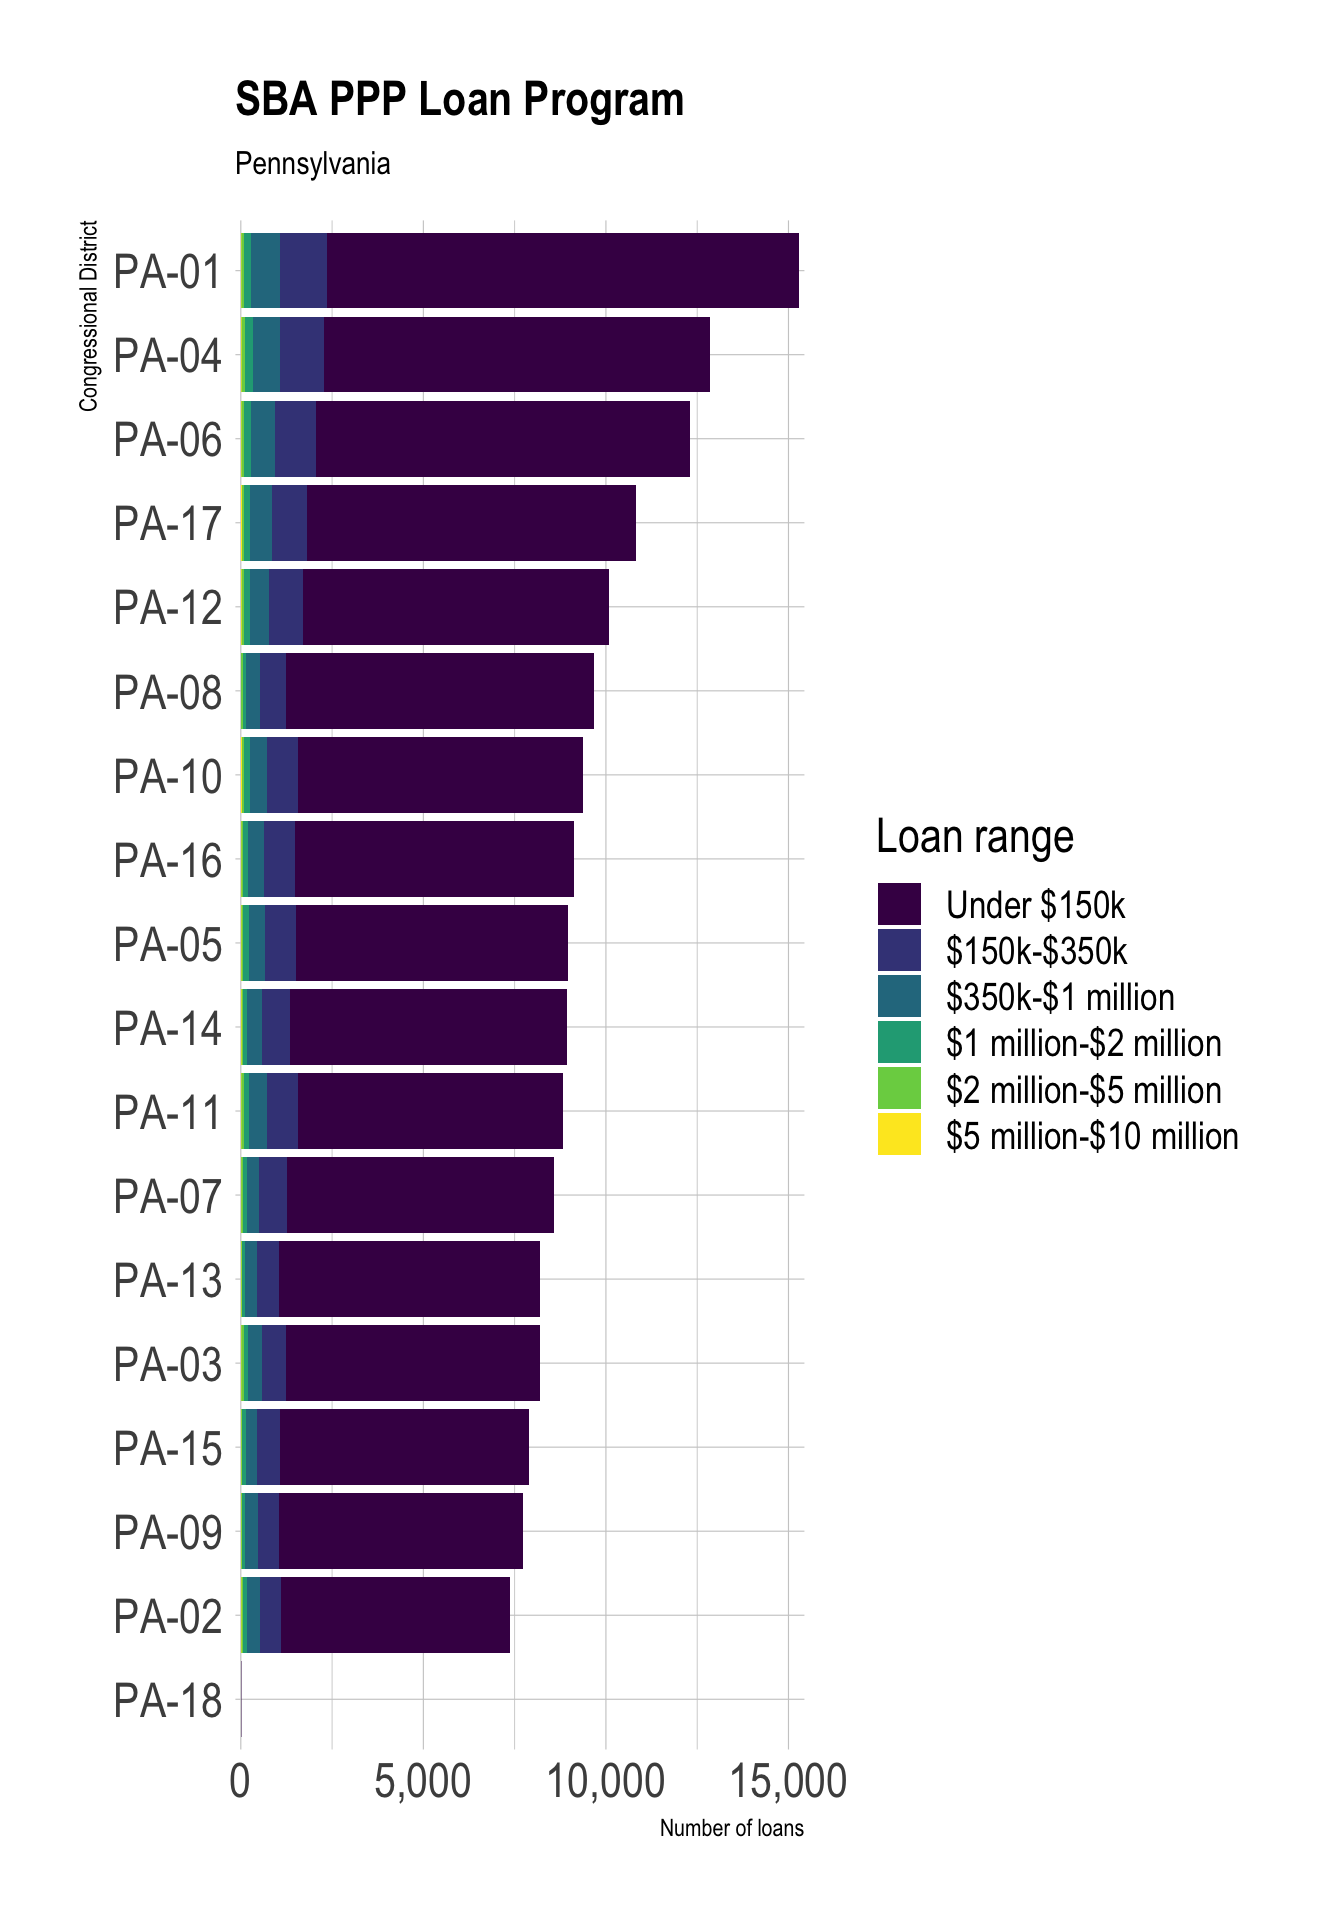 SBA PPP Loan Program
Pennsylvania
Congressional District
PA-01
PA-04
PA-06
PA-17
PA-12
PA-08
PA-10
PA-16
PA-05
PA-14
PA-11
PA-07
PA-13
PA-03
PA-15
PA-09
PA-02
PA-18
0 5,000 10,000 15,000
Number of loans
Loan range
Under $150k
$150k-$350k
$350k-$1 million
$1 million-$2 million
$2 million-$5 million
$5 million-$10 million